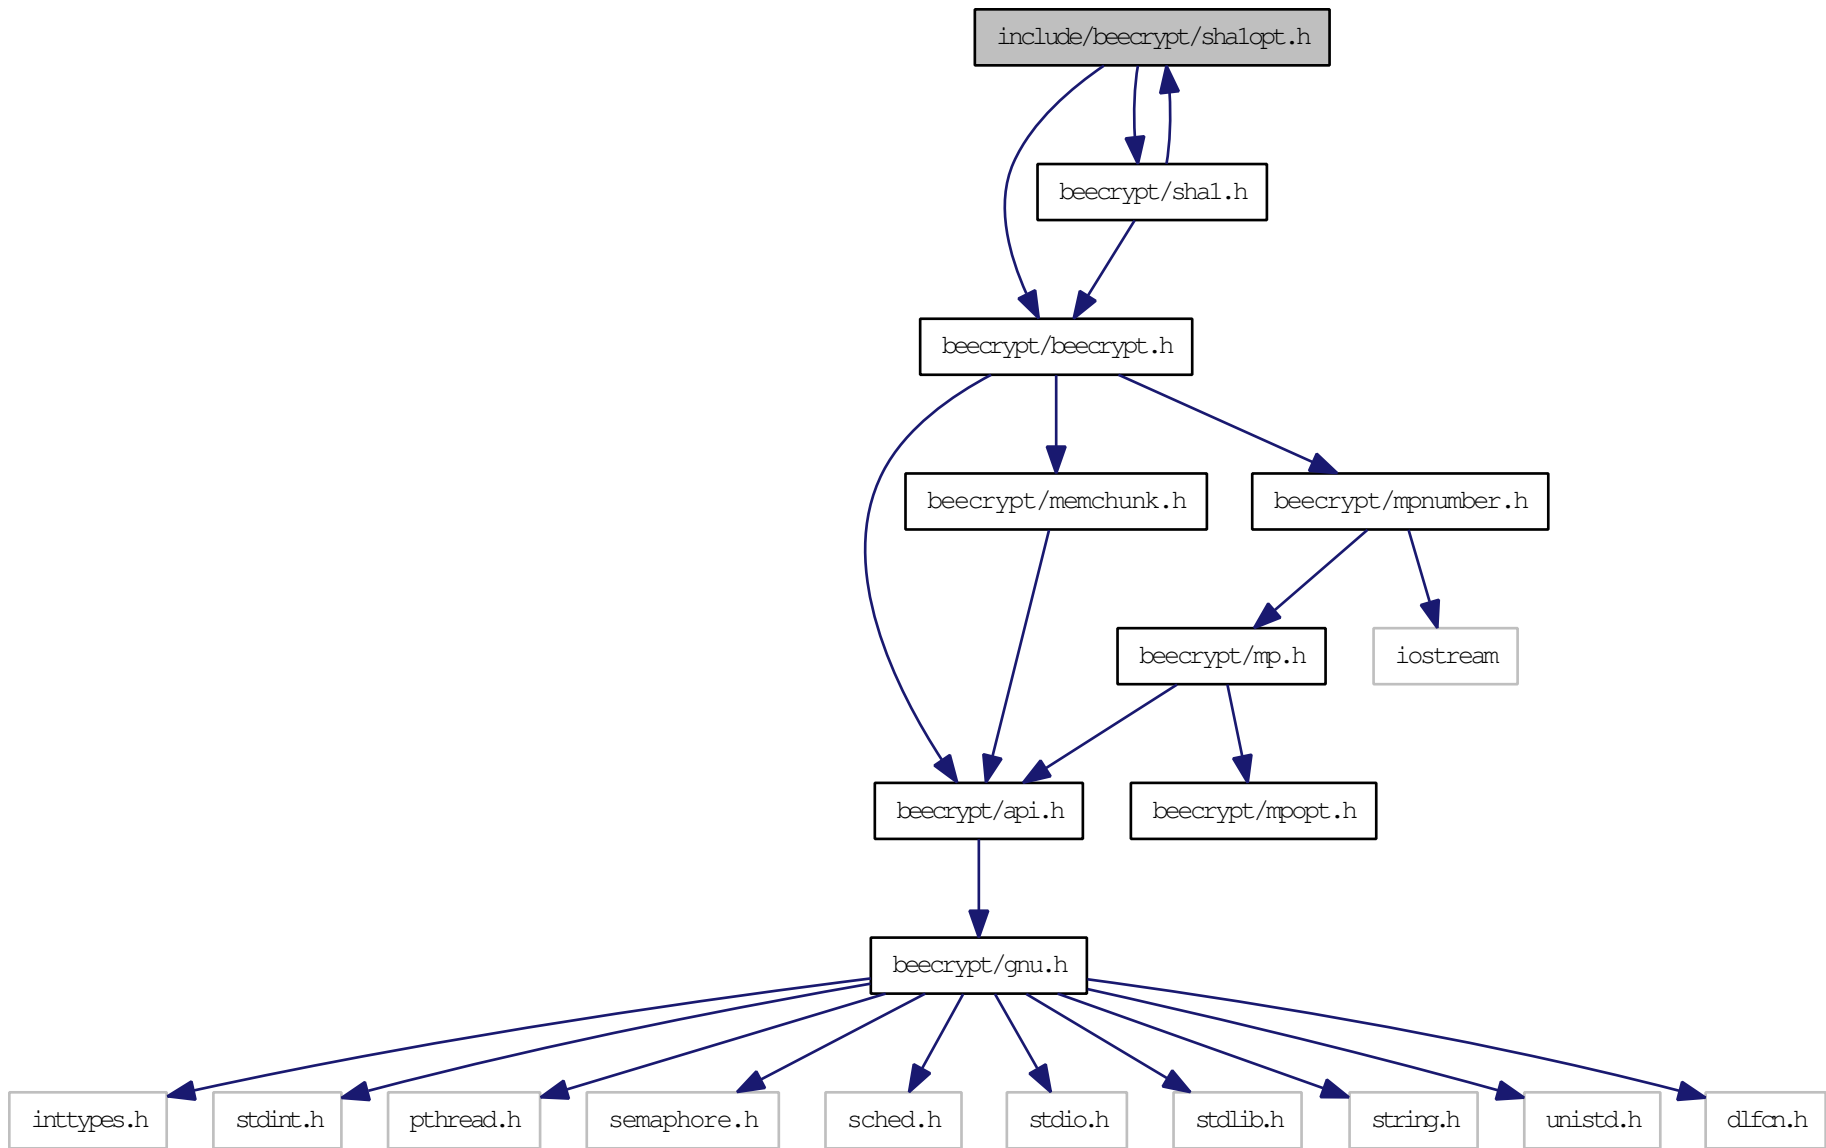 include/beecrypt/sha1opt.h
beecrypt/sha1.h
beecrypt/beecrypt.h
beecrypt/memchunk.h
beecrypt/mpnumber.h
beecrypt/mp.h
iostream
beecrypt/api.h
beecrypt/mpopt.h
beecrypt/gnu.h
inttypes.h
stdint.h
pthread.h
semaphore.h
sched.h
stdio.h
stdlib.h
string.h
unistd.h
dlfcn.h